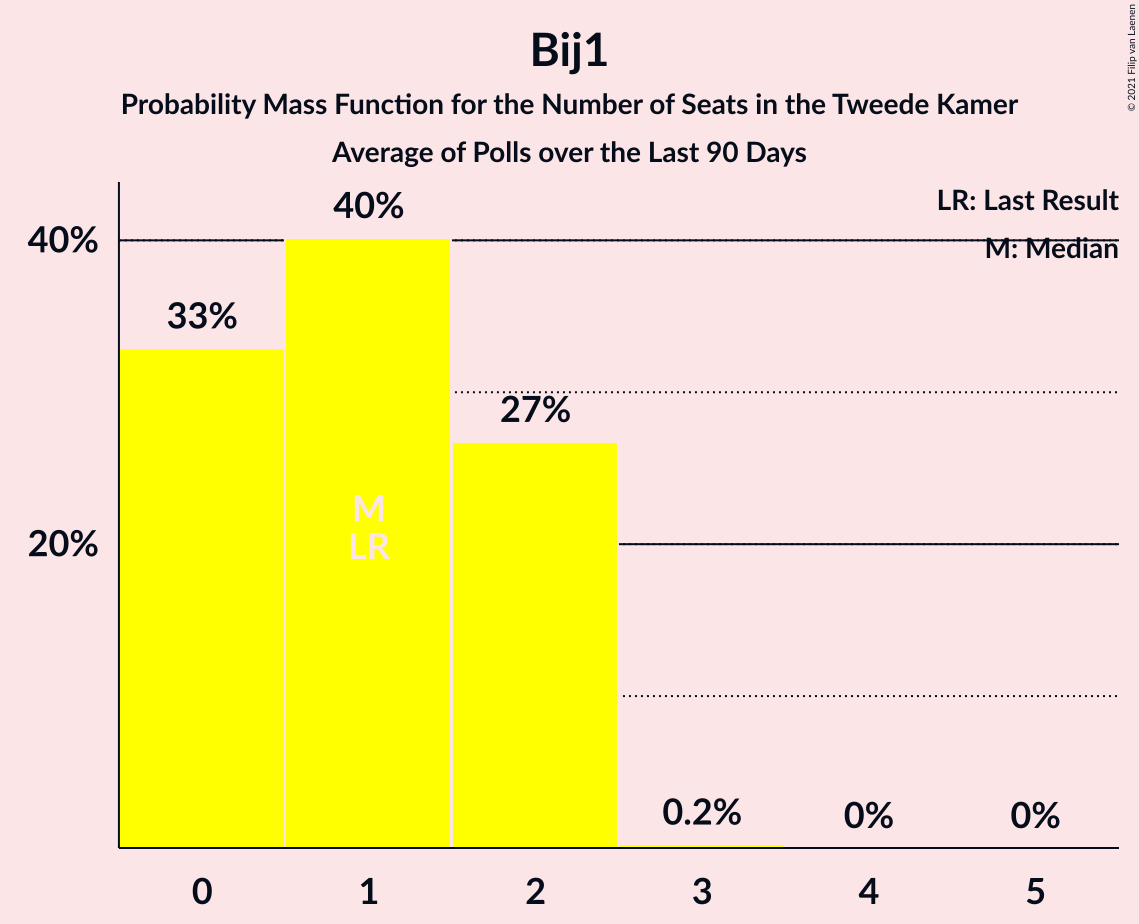 Bij1
Probability Mass Function for the Number of Seats in the Tweede Kamer
Average of Polls over the Last 90 Days
© 2021 Filip van Laenen
LR: Last Result
M: Median
40%
20%
33%
40%
27%
0.2%
0%
0%
M
LR
0 1 2 3 4 5